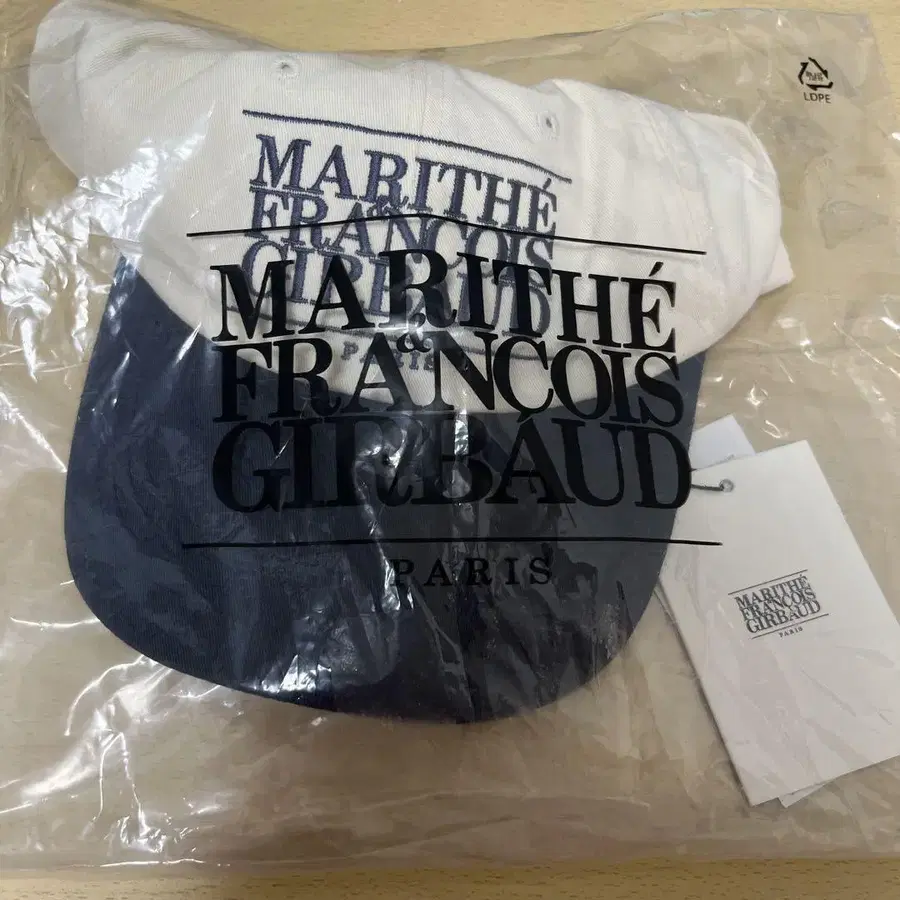 LDPE
MARITHÉ
FRANÇOIS
GIRBAUD
PARIS
MARITHÉ
&
FRANÇOIS
GIRBAUD
PARIS
MARITHÉ
FRANÇOIS
GIRBAUD
PARIS